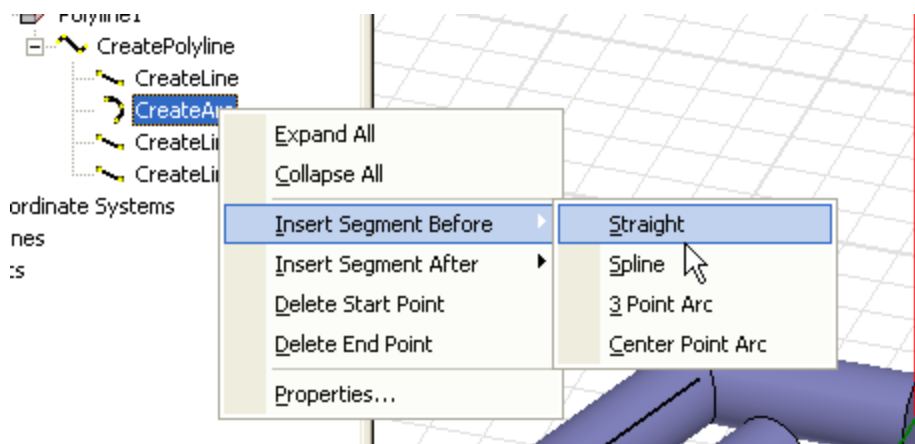 Polyline1
CreatePolyline
CreateLine
CreateArc
CreateLi
CreateLi
ordinate Systems
nes
ts
Expand All
Collapse All
Insert Segment Before
Insert Segment After
Delete Start Point
Delete End Point
Properties...
Straight
Spline
3 Point Arc
Center Point Arc